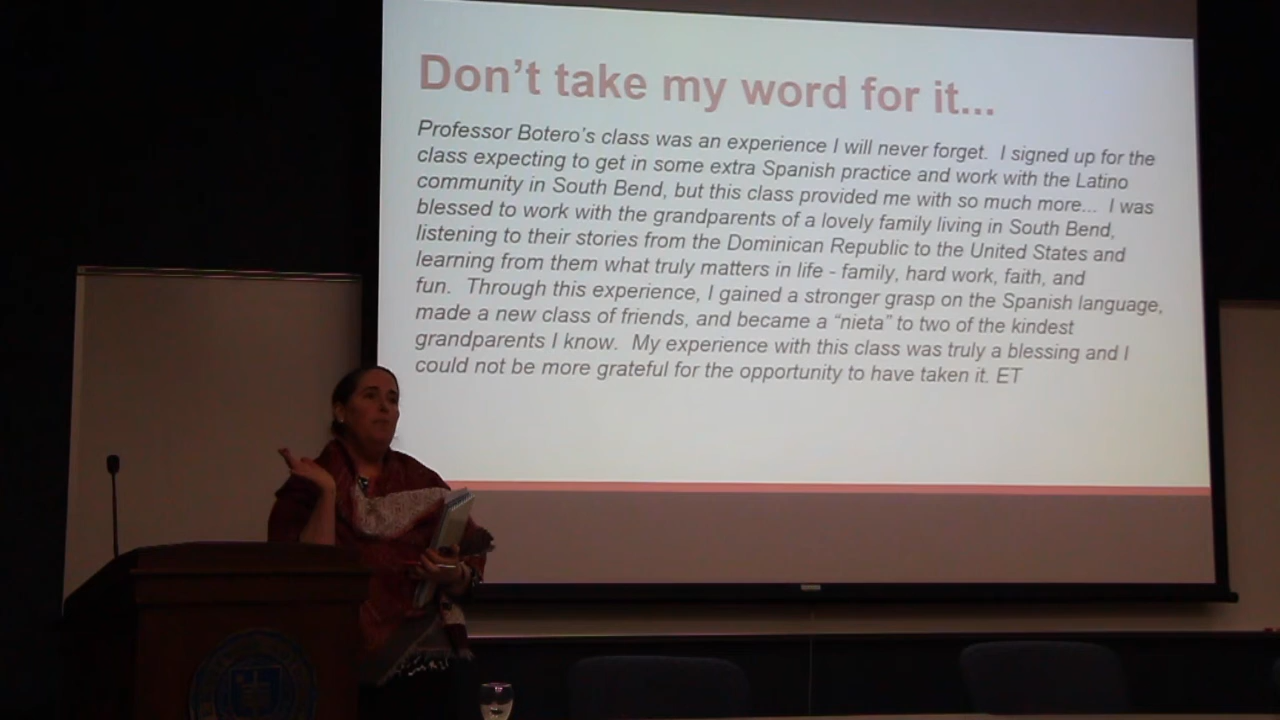 Don’t take my word for it...
Professor Botero’s class was an experience I will never forget.  I signed up for the
class expecting to get in some extra Spanish practice and work with the Latino
community in South Bend, but this class provided me with so much more...  I was
blessed to work with the grandparents of a lovely family living in South Bend,
listening to their stories from the Dominican Republic to the United States and
learning from them what truly matters in life - family, hard work, faith, and
fun.  Through this experience, I gained a stronger grasp on the Spanish language,
made a new class of friends, and became a “nieta” to two of the kindest
grandparents I know.  My experience with this class was truly a blessing and I
could not be more grateful for the opportunity to have taken it. ET